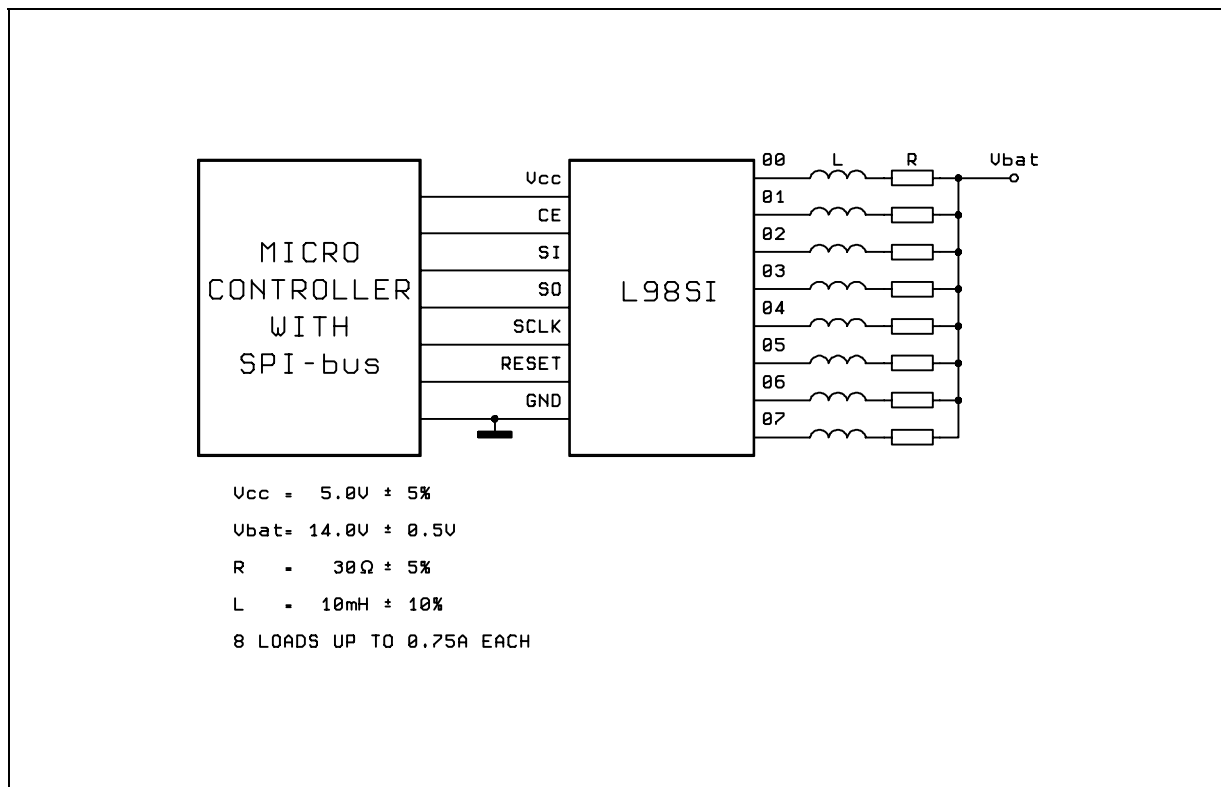 MICRO
CONTROLLER
WITH
SPI-bus
Vcc
CE
SI
SO
SCLK
RESET
GND
L98SI
00 L R Vbat
01
02
03
04
05
06
07
Vcc = 5.0V ± 5%
Vbat= 14.0V ± 0.5V
R = 30Ω ± 5%
L = 10mH ± 10%
8 LOADS UP TO 0.75A EACH